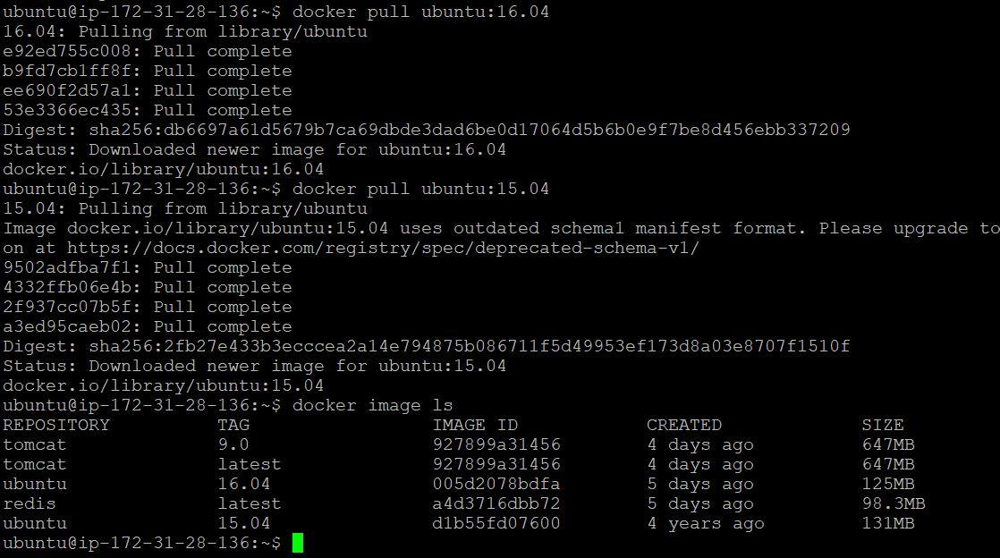 ubuntu@ip-172-31-28-136:~$ docker pull ubuntu:16.04
16.04: Pulling from library/ubuntu
e92ed755c008: Pull complete
b9fd7cb1ff8f: Pull complete
ee690f2d57a1: Pull complete
53e3366ec435: Pull complete
Digest: sha256:db6697a61d5679b7ca69dbde3dad6be0d17064d5b6b0e9f7be8d456ebb337209
Status: Downloaded newer image for ubuntu:16.04
docker.io/library/ubuntu:16.04
ubuntu@ip-172-31-28-136:~$ docker pull ubuntu:15.04
15.04: Pulling from library/ubuntu
Image docker.io/library/ubuntu:15.04 uses outdated schema1 manifest format. Please upgrade to
on at https://docs.docker.com/registry/spec/deprecated-schema-v1/
9502adfba7f1: Pull complete
4332ffb06e4b: Pull complete
2f937cc07b5f: Pull complete
a3ed95caeb02: Pull complete
Digest: sha256:2fb27e433b3ecccea2a14e794875b086711f5d49953ef173d8a03e8707f1510f
Status: Downloaded newer image for ubuntu:15.04
docker.io/library/ubuntu:15.04
ubuntu@ip-172-31-28-136:~$ docker image ls
REPOSITORY TAG IMAGE ID CREATED SIZE
tomcat 9.0 927899a31456 4 days ago 647MB
tomcat latest 927899a31456 4 days ago 647MB
ubuntu 16.04 005d2078bdfa 5 days ago 125MB
redis latest a4d3716dbb72 5 days ago 98.3MB
ubuntu 15.04 d1b55fd07600 4 years ago 131MB
ubuntu@ip-172-31-28-136:~$